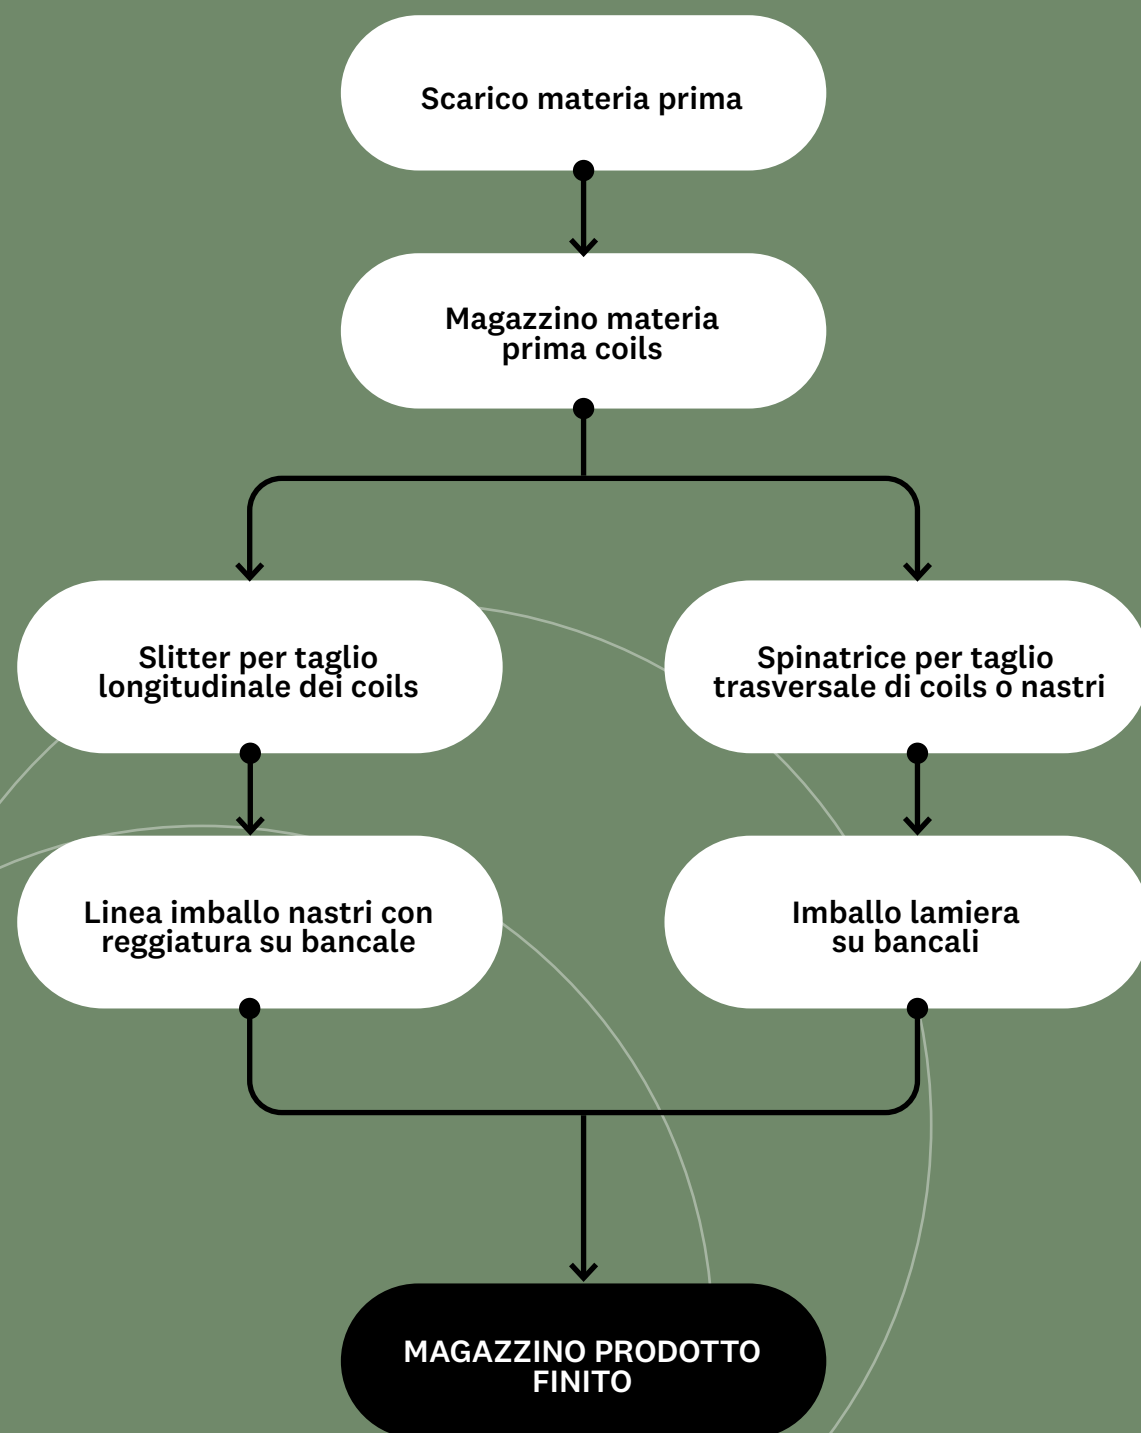 Scarico materia prima
Magazzino materia
prima coils
Slitter per taglio
longitudinale dei coils
Spinatrice per taglio
trasversale di coils o nastri
Linea imballo nastri con
reggiatura su bancale
Imballo lamiera
su bancali
MAGAZZINO PRODOTTO
FINITO